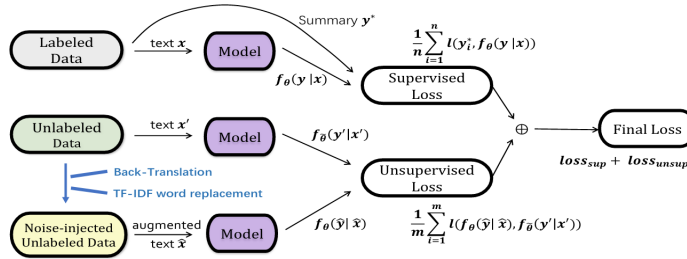 Summary y*
Labeled
Data
text x
Model
f_θ(y |x)
1/n ∑_{i=1}^{n} l(y_i^*, f_θ(y |x))
Supervised
Loss
Unlabeled
Data
text x′
Model
f_θ̃(y′|x′)
⊕
Final Loss
loss_sup + loss_unsup
Back-Translation
TF-IDF word replacement
Unsupervised
Loss
Noise-injected
Unlabeled Data
augmented
text x̂
Model
f_θ(ŷ| x̂)
1/m ∑_{i=1}^{m} l(f_θ(ŷ| x̂), f_θ̃(y′|x′))